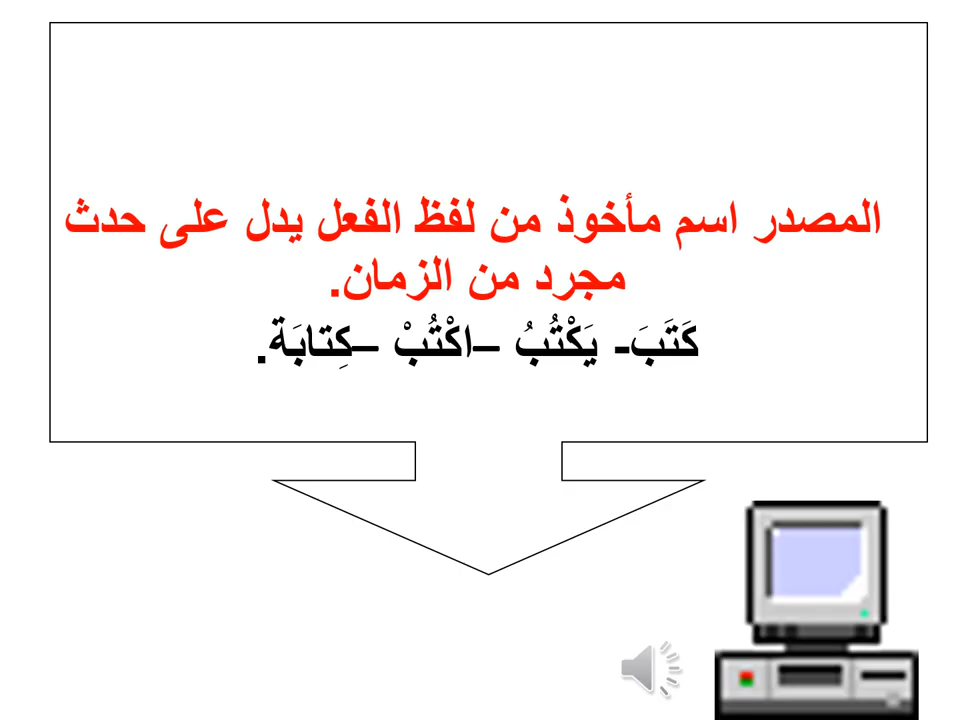 المصدر اسم مأخوذ من لفظ الفعل يدل على حدث
مجرد من الزمان.
كَتَبَ- يَكْتُبُ –اكْتُبْ –كِتابَة.